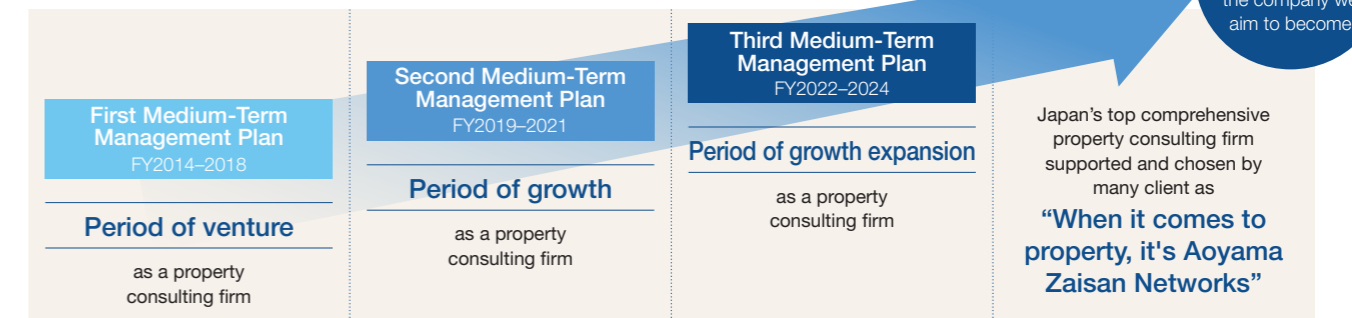 First Medium-Term
Management Plan
FY2014–2018
Period of venture
as a property
consulting firm
Second Medium-Term
Management Plan
FY2019–2021
Period of growth
as a property
consulting firm
Third Medium-Term
Management Plan
FY2022–2024
Period of growth expansion
as a property
consulting firm
the company we
aim to become
Japan's top comprehensive
property consulting firm
supported and chosen by
many client as
“When it comes to
property, it's Aoyama
Zaisan Networks”